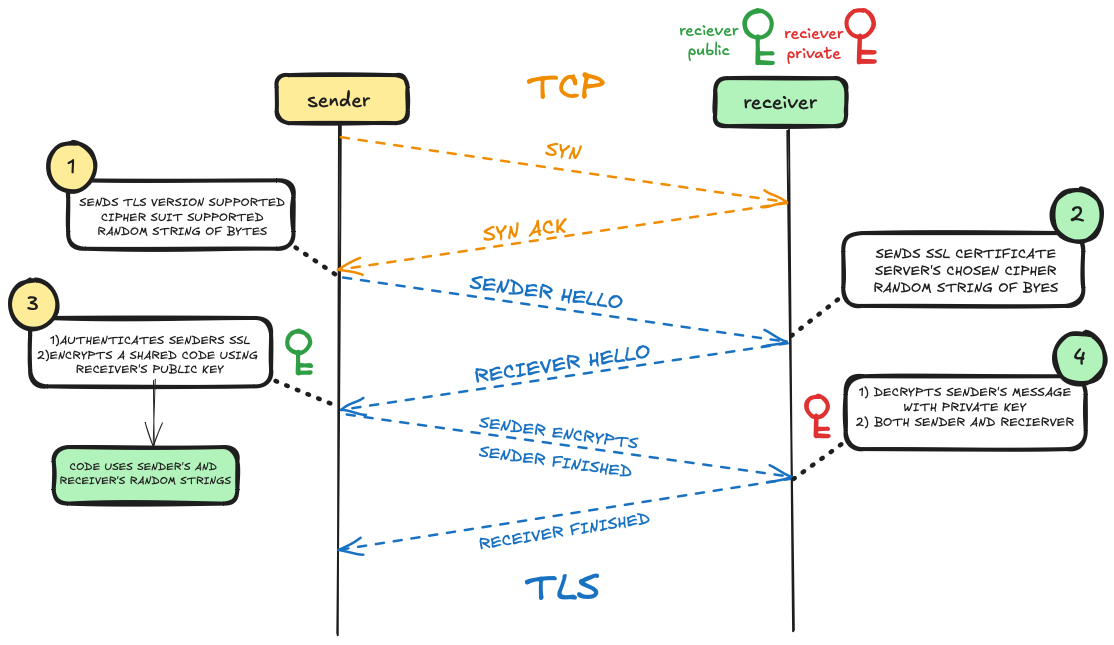 reciever
public
reciever
private
TCP
sender
receiver
SYN
1
SENDS TLS VERSION SUPPORTED
CIPHER SUIT SUPPORTED
RANDOM STRING OF BYTES
SYN ACK
2
SENDS SSL CERTIFICATE
SERVER'S CHOSEN CIPHER
RANDOM STRING OF BYES
SENDER HELLO
3
1)AUTHENTICATES SENDERS SSL
2)ENCRYPTS A SHARED CODE USING
RECEIVER'S PUBLIC KEY
RECIEVER HELLO
4
1) DECRYPTS SENDER'S MESSAGE
WITH PRIVATE KEY
2) BOTH SENDER AND RECIERVER
SENDER ENCRYPTS
SENDER FINISHED
CODE USES SENDER'S AND
RECEIVER'S RANDOM STRINGS
RECEIVER FINISHED
TLS